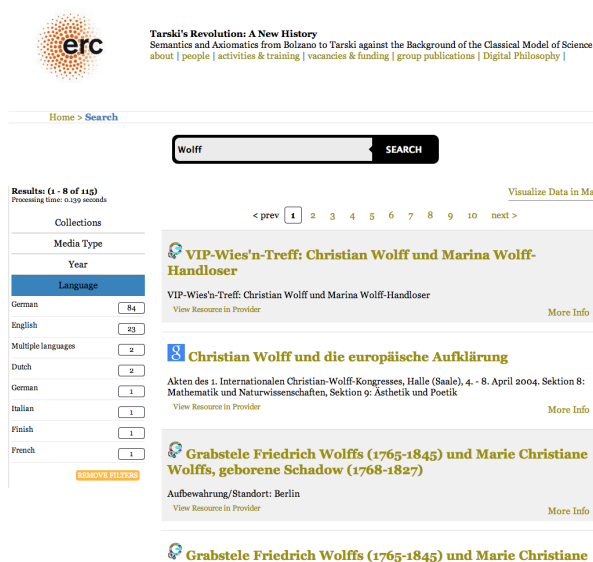 erc
Tarski's Revolution: A New History
Semantics and Axiomatics from Bolzano to Tarski against the Background of the Classical Model of Science
about | people | activities & training | vacancies & funding | group publications | Digital Philosophy |
Home > Search
Wolff
SEARCH
Results: (1 - 8 of 115)
Processing time: 0.139 seconds
Visualize Data in Ma
< prev 1 2 3 4 5 6 7 8 9 10 next >
Collections
Media Type
Year
Language
German 84
English 23
Multiple languages 2
Dutch 2
German 1
Italian 1
Finish 1
French 1
REMOVE FILTERS
VIP-Wies'n-Treff: Christian Wolff und Marina Wolff-
Handloser
VIP-Wies'n-Treff: Christian Wolff und Marina Wolff-Handloser
View Resource in Provider
More Info
8 Christian Wolff und die europäische Aufklärung
Akten des 1. Internationalen Christian-Wolff-Kongresses, Halle (Saale), 4. - 8. April 2004. Sektion 8:
Mathematik und Naturwissenschaften, Sektion 9: Ästhetik und Poetik
View Resource in Provider
More Info
Grabstele Friedrich Wolffs (1765-1845) und Marie Christiane
Wolffs, geborene Schadow (1768-1827)
Aufbewahrung/Standort: Berlin
View Resource in Provider
More Info
Grabstele Friedrich Wolffs (1765-1845) und Marie Christiane